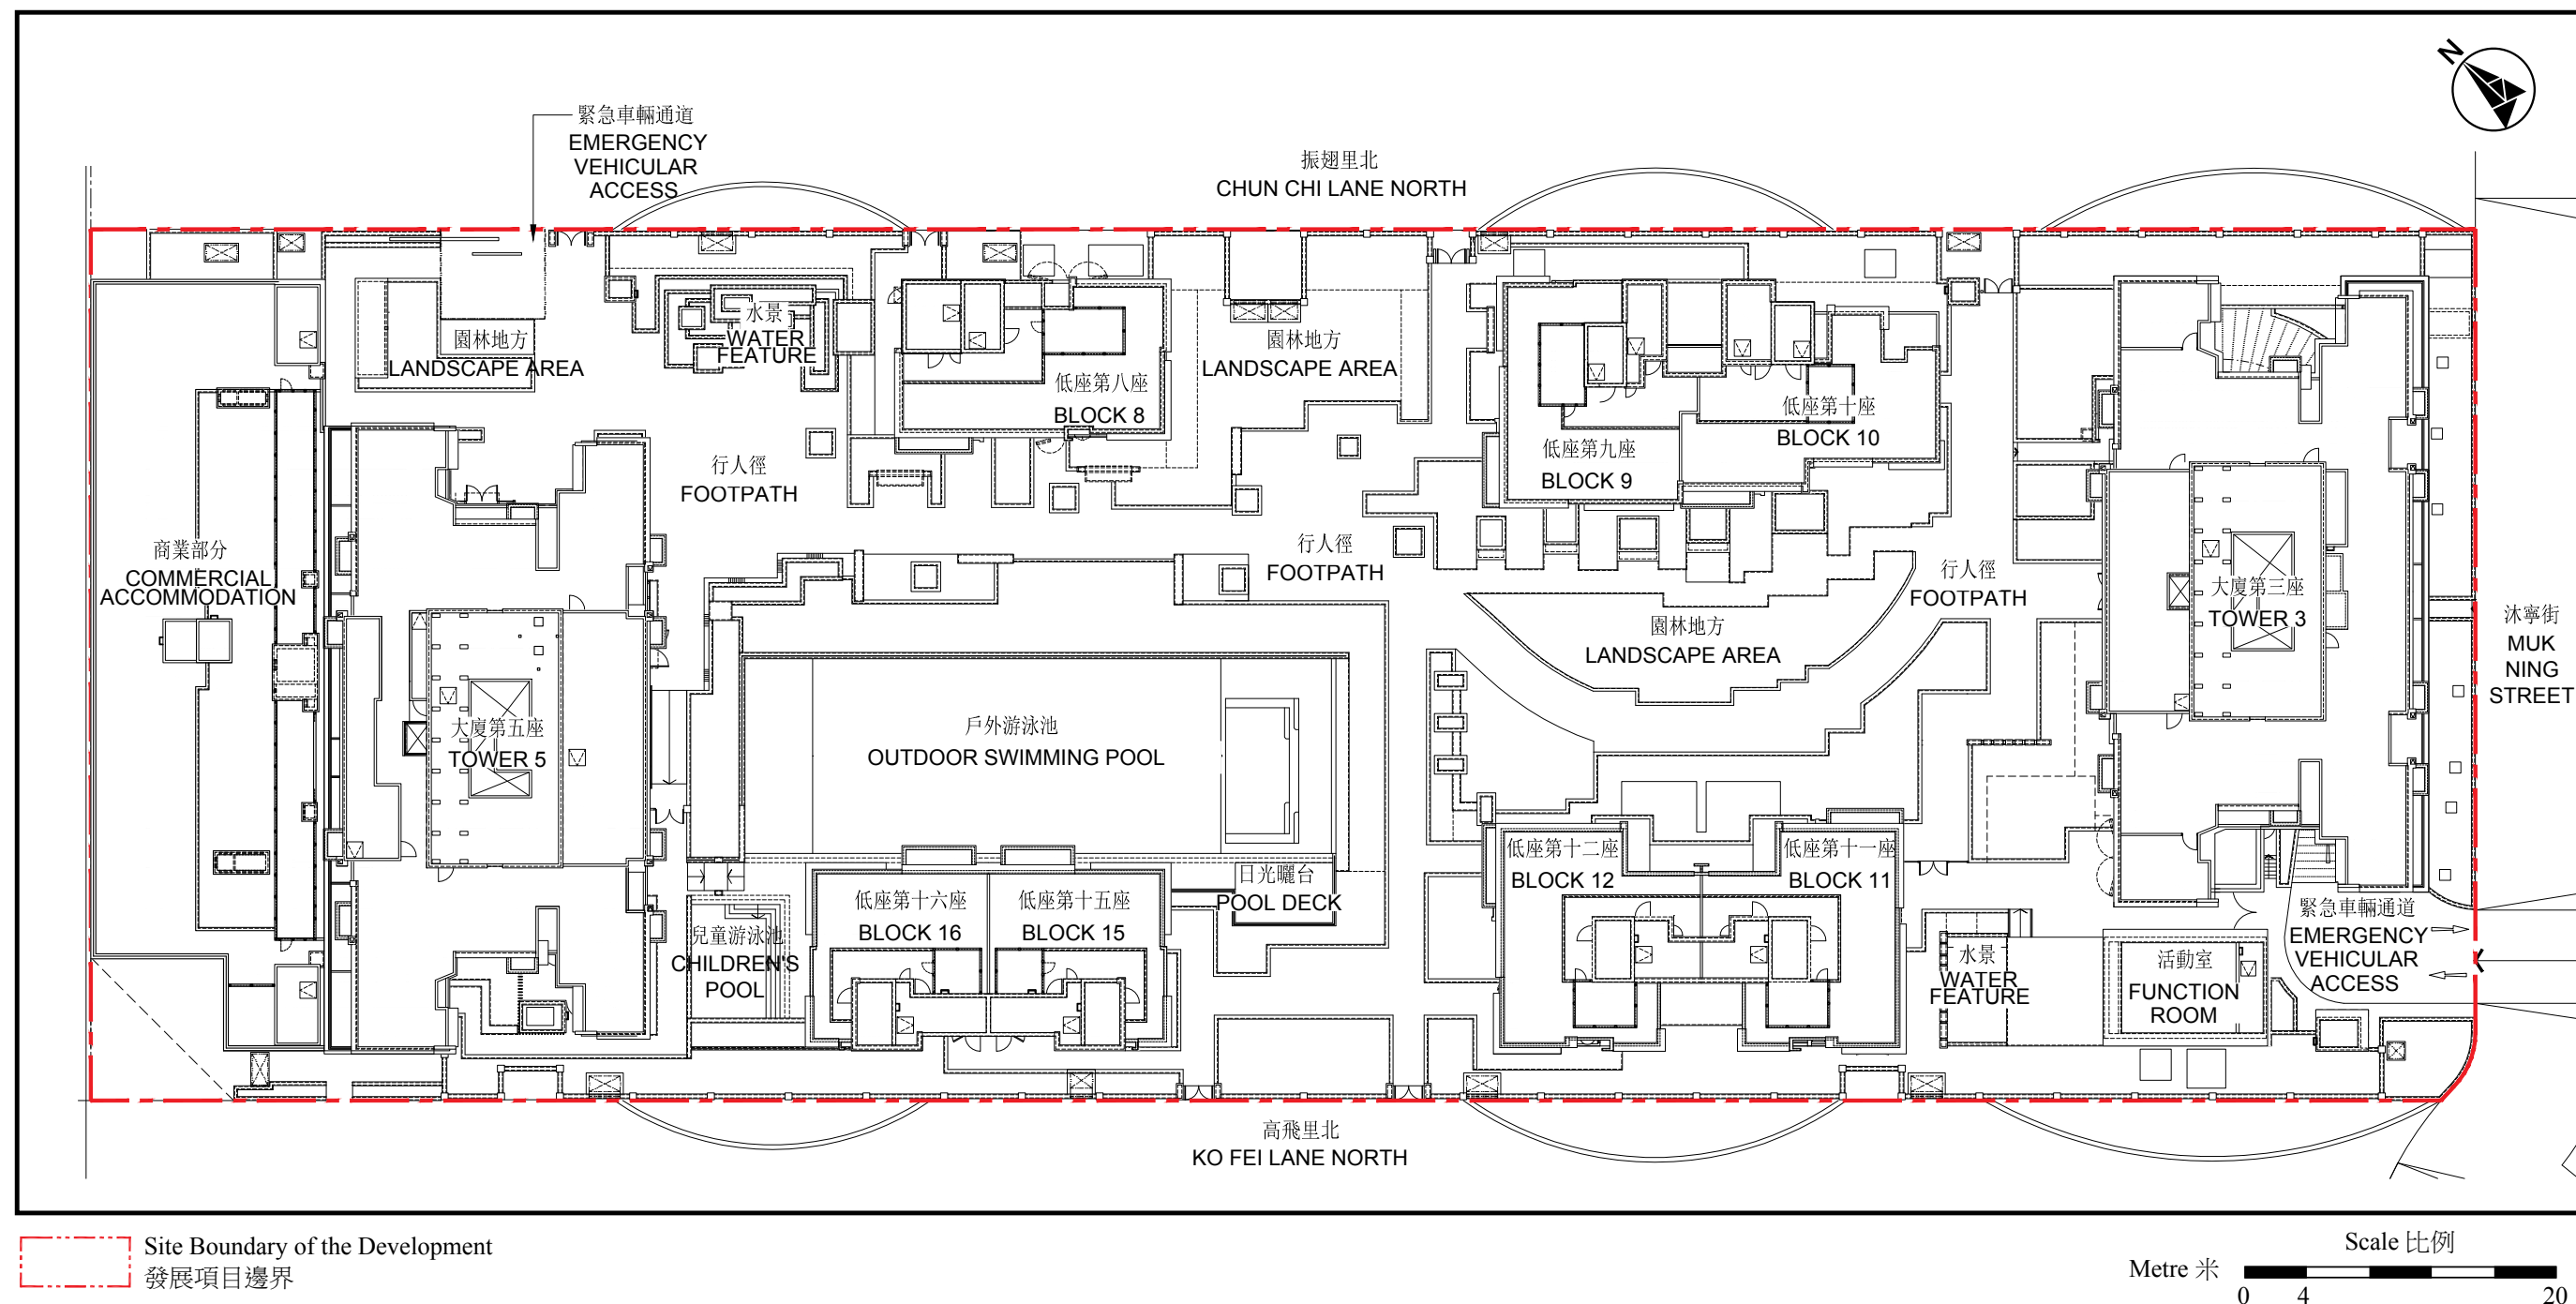 N
緊急車輛通道
EMERGENCY
VEHICULAR
ACCESS
振翅里北
CHUN CHI LANE NORTH
水景
WATER
FEATURE
園林地方
LANDSCAPE AREA
園林地方
LANDSCAPE AREA
低座第八座
BLOCK 8
低座第十座
BLOCK 10
低座第九座
BLOCK 9
行人徑
FOOTPATH
商業部分
COMMERCIAL
ACCOMMODATION
行人徑
FOOTPATH
行人徑
FOOTPATH
大廈第三座
TOWER 3
園林地方
LANDSCAPE AREA
沐寧街
MUK
NING
STREET
大廈第五座
TOWER 5
戶外游泳池
OUTDOOR SWIMMING POOL
低座第十二座
BLOCK 12
低座第十一座
BLOCK 11
日光曬台
POOL DECK
低座第十六座
BLOCK 16
低座第十五座
BLOCK 15
兒童游泳池
CHILDREN'S
POOL
水景
WATER
FEATURE
活動室
FUNCTION
ROOM
緊急車輛通道
EMERGENCY
VEHICULAR
ACCESS
高飛里北
KO FEI LANE NORTH
Site Boundary of the Development
發展項目邊界
Scale 比例
Metre 米
0 4 20